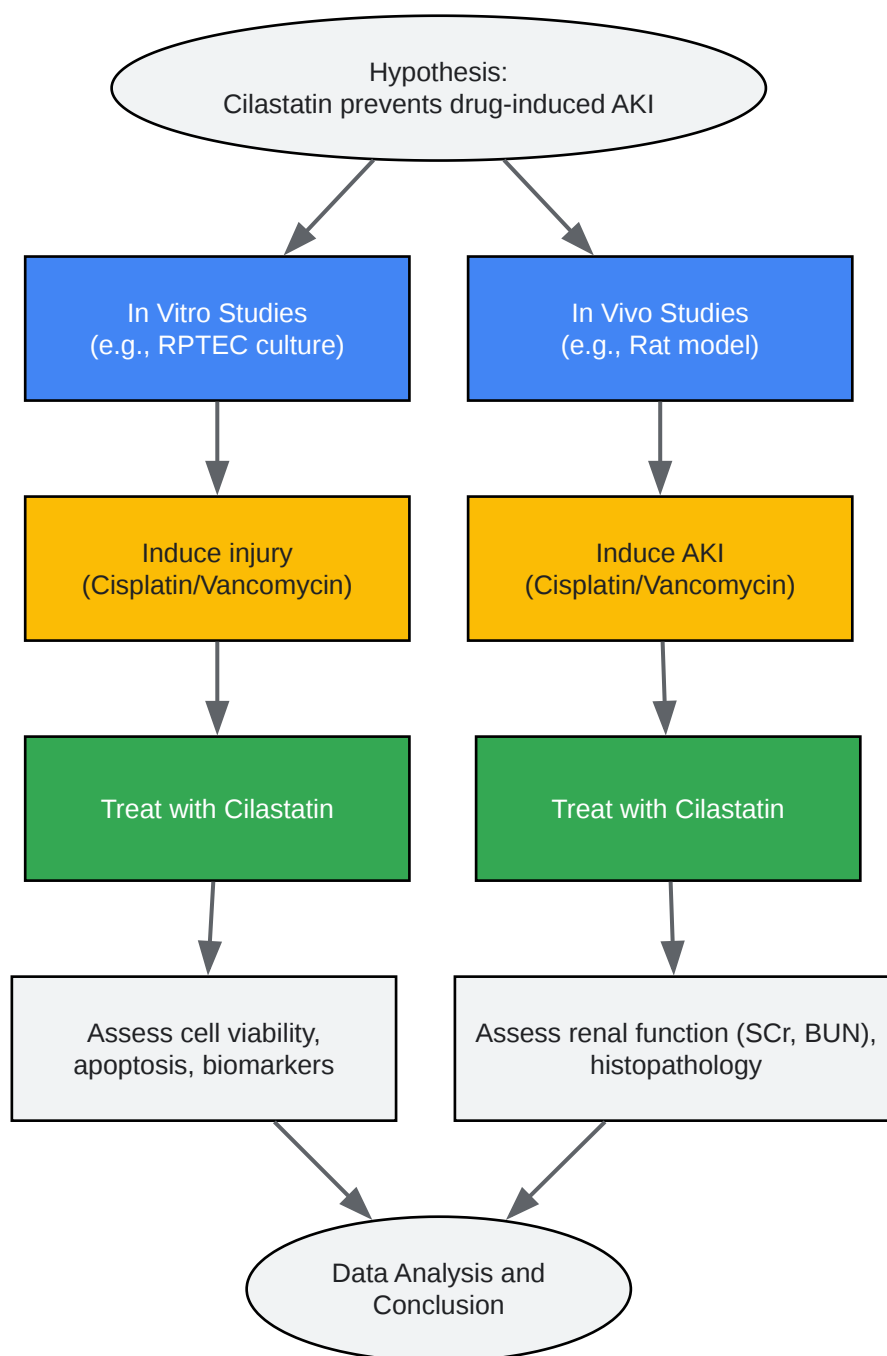 Hypothesis:
Cilastatin prevents drug-induced AKI
In Vitro Studies
(e.g., RPTEC culture)
In Vivo Studies
(e.g., Rat model)
Induce injury
(Cisplatin/Vancomycin)
Induce AKI
(Cisplatin/Vancomycin)
Treat with Cilastatin
Treat with Cilastatin
Assess cell viability,
apoptosis, biomarkers
Assess renal function (SCr, BUN),
histopathology
Data Analysis and
Conclusion